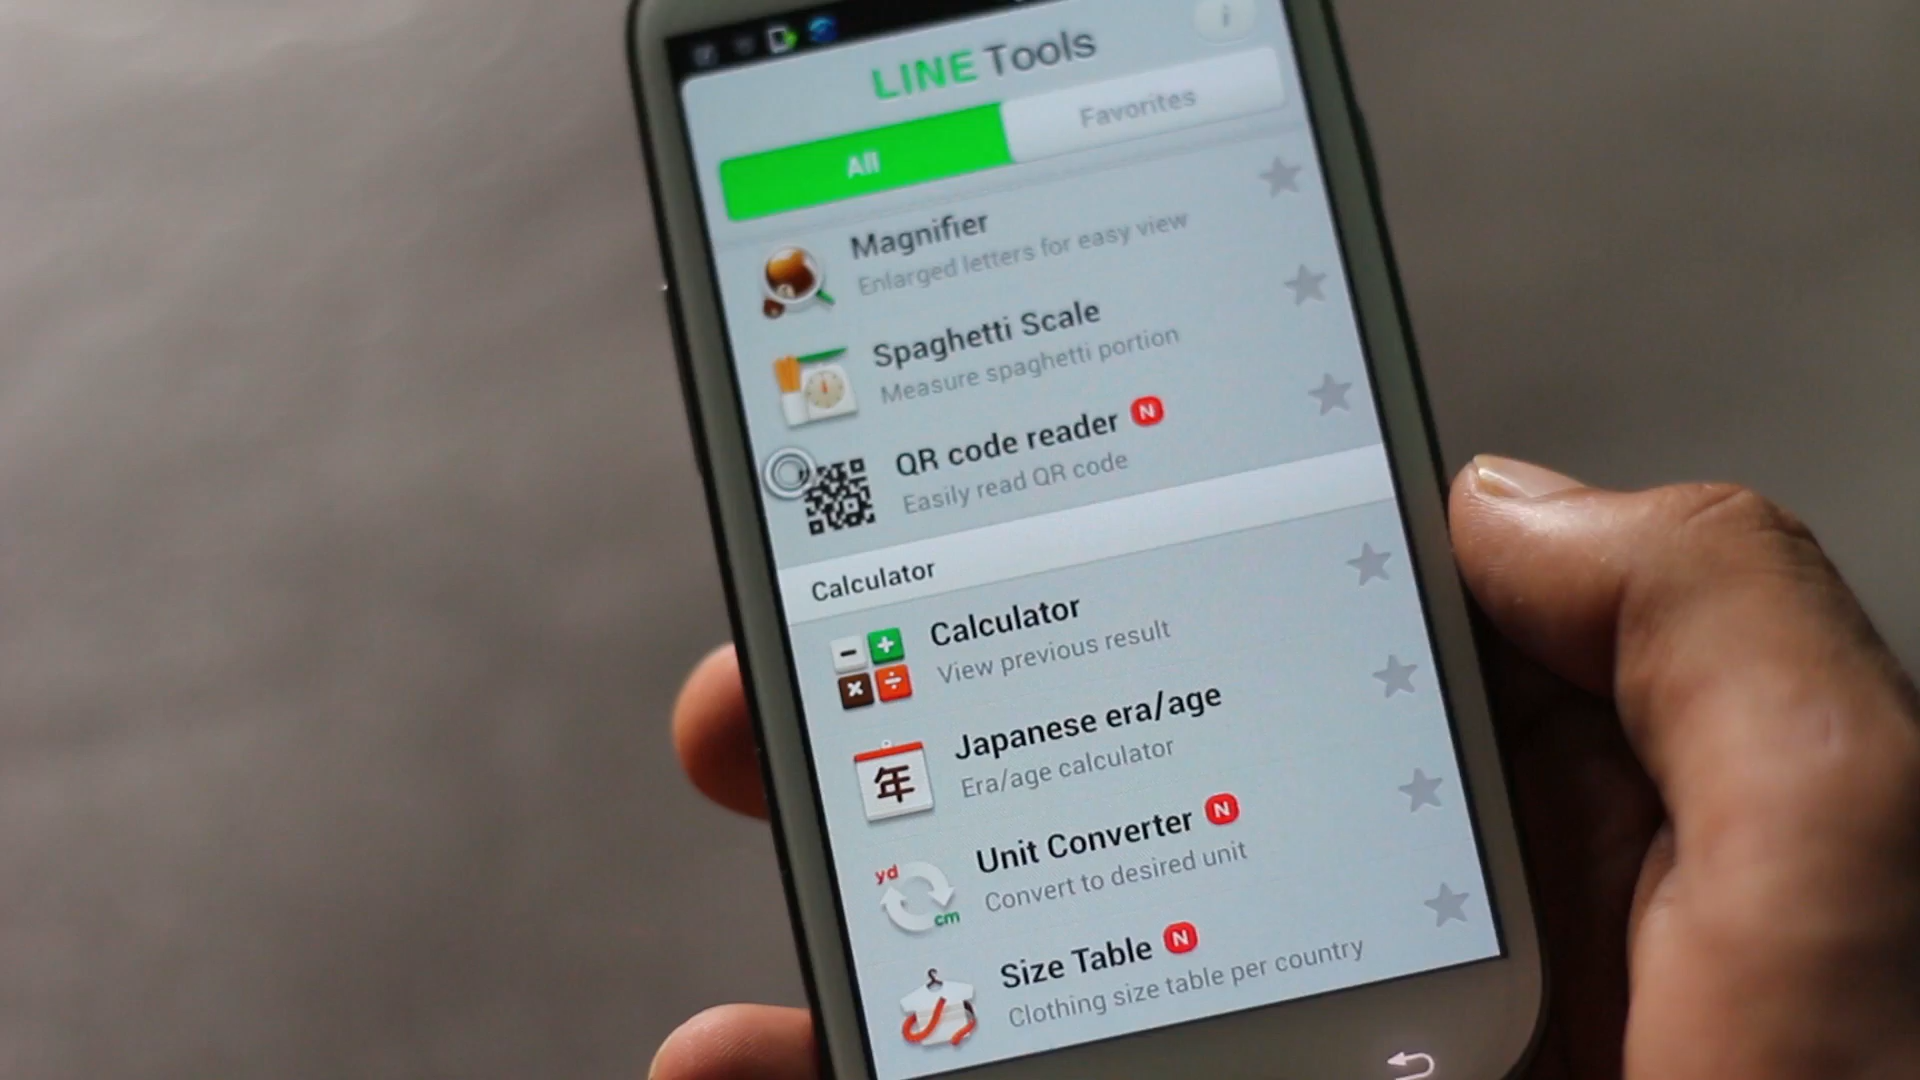 LINE Tools
All
Favorites
Magnifier
Enlarged letters for easy view
Spaghetti Scale
Measure spaghetti portion
QR code reader N
Easily read QR code
Calculator
Calculator
View previous result
年
Japanese era/age
Era/age calculator
yd
cm
Unit Converter N
Convert to desired unit
Size Table N
Clothing size table per country